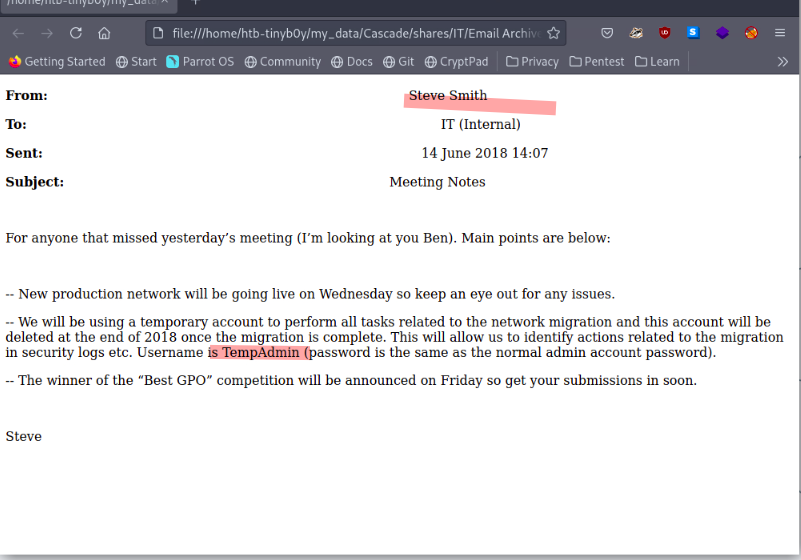 /home/htb-tinyb0y/my_data
file:///home/htb-tinyb0y/my_data/Cascade/shares/IT/Email Archiv
Getting Started Start Parrot OS Community Docs Git CryptPad Privacy Pentest Learn
From: Steve Smith
To: IT (Internal)
Sent: 14 June 2018 14:07
Subject: Meeting Notes
For anyone that missed yesterday’s meeting (I’m looking at you Ben). Main points are below:
-- New production network will be going live on Wednesday so keep an eye out for any issues.
-- We will be using a temporary account to perform all tasks related to the network migration and this account will be
deleted at the end of 2018 once the migration is complete. This will allow us to identify actions related to the migration
in security logs etc. Username is TempAdmin (password is the same as the normal admin account password).
-- The winner of the “Best GPO” competition will be announced on Friday so get your submissions in soon.
Steve